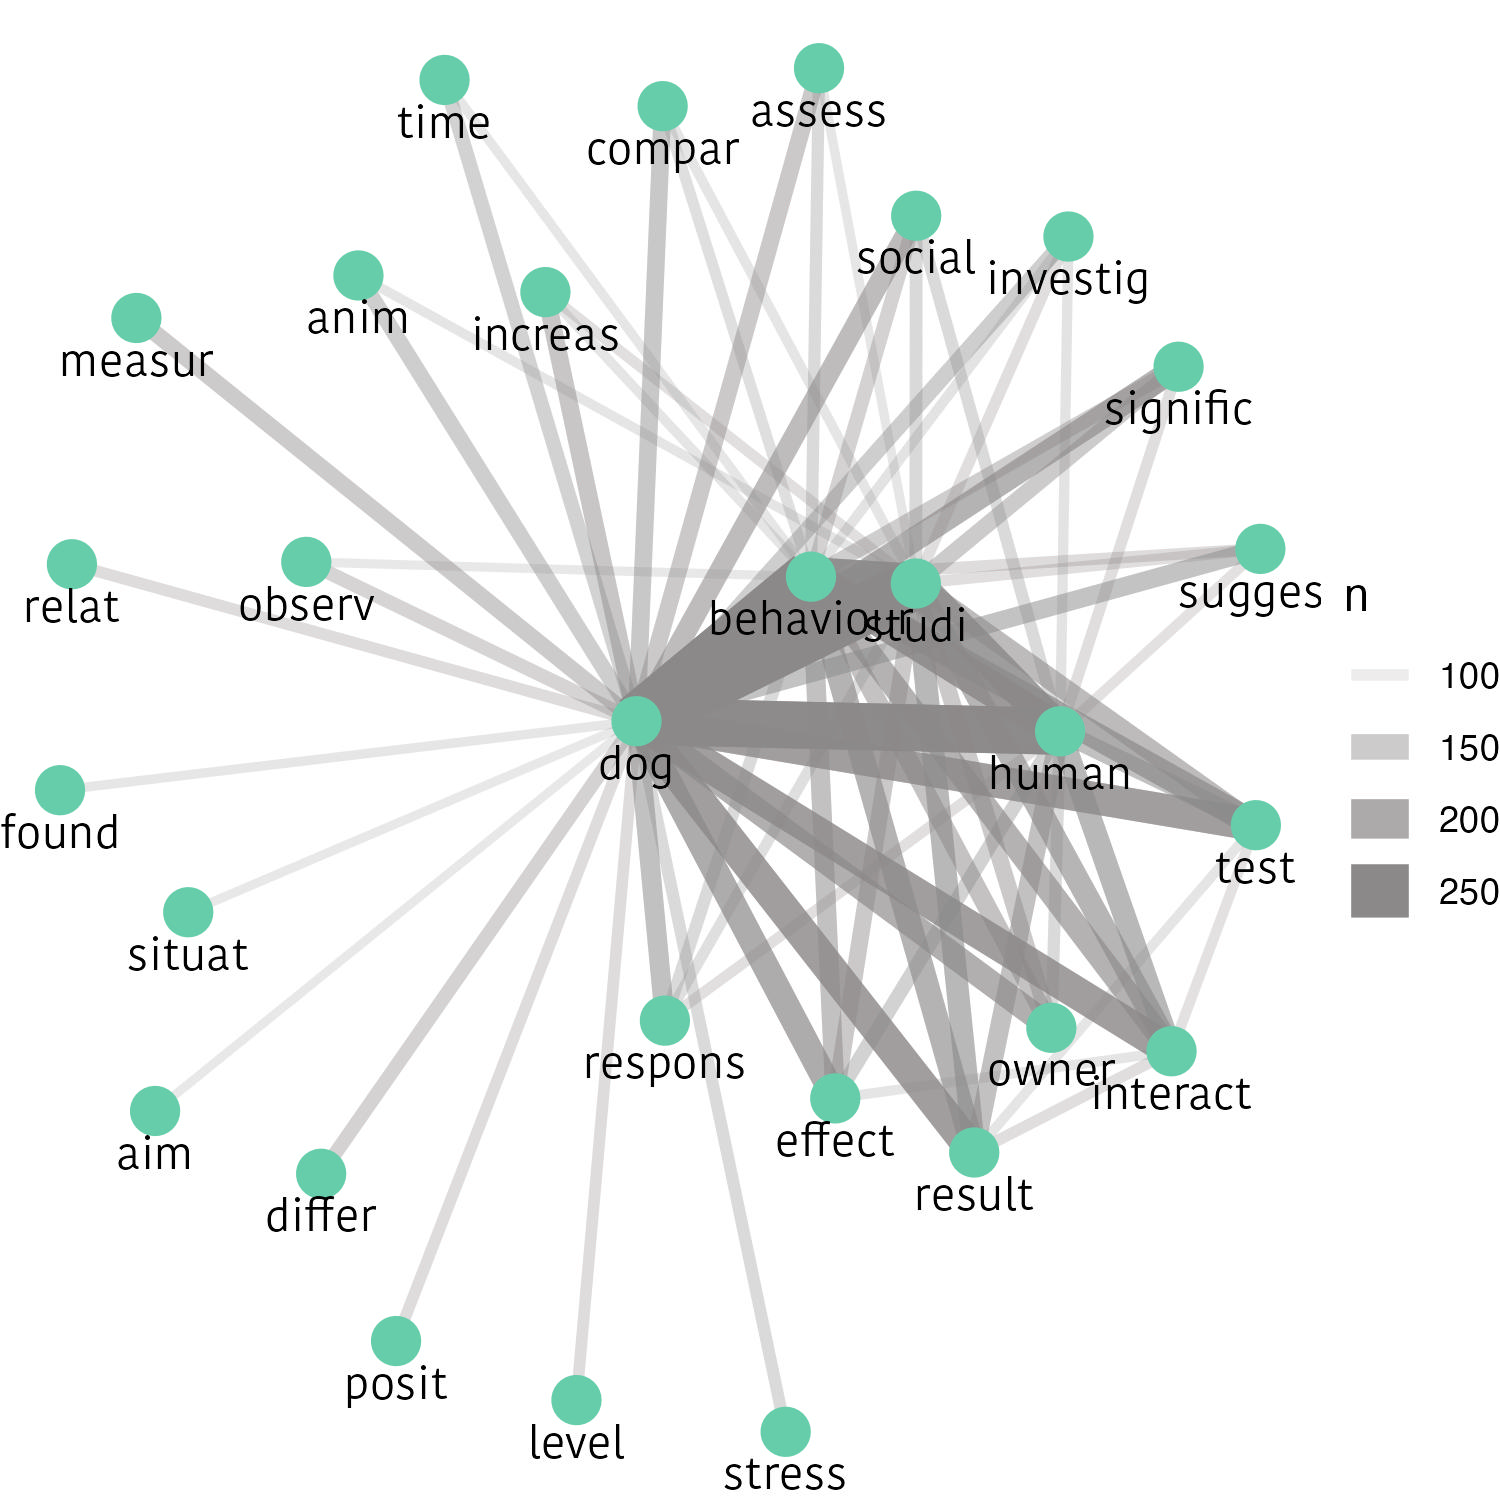 time
compar
assess
social
investig
anim
increas
measur
signific
relat
observ
behaviour
studi
sugges
n
100
150
200
250
dog
human
found
test
situat
respons
owner
interact
effect
aim
result
differ
posit
level
stress